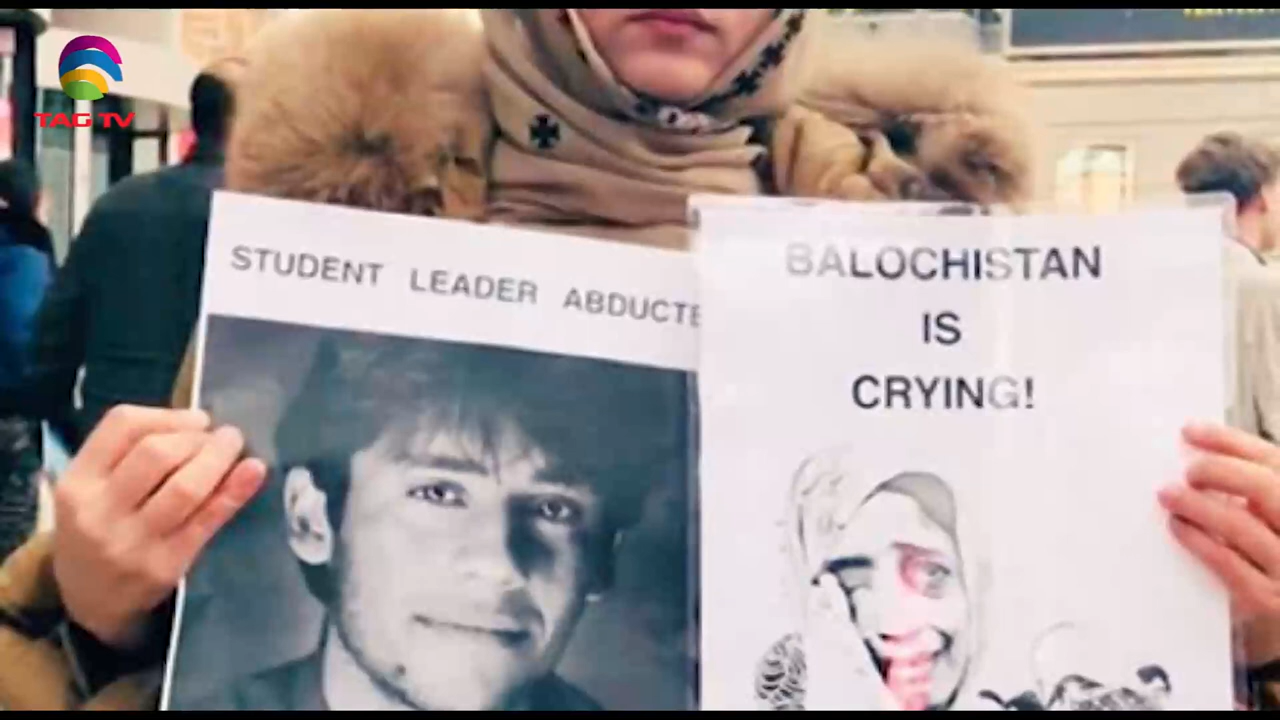 TAG TV
STUDENT LEADER ABDUCTE
BALOCHISTAN
IS
CRYING!